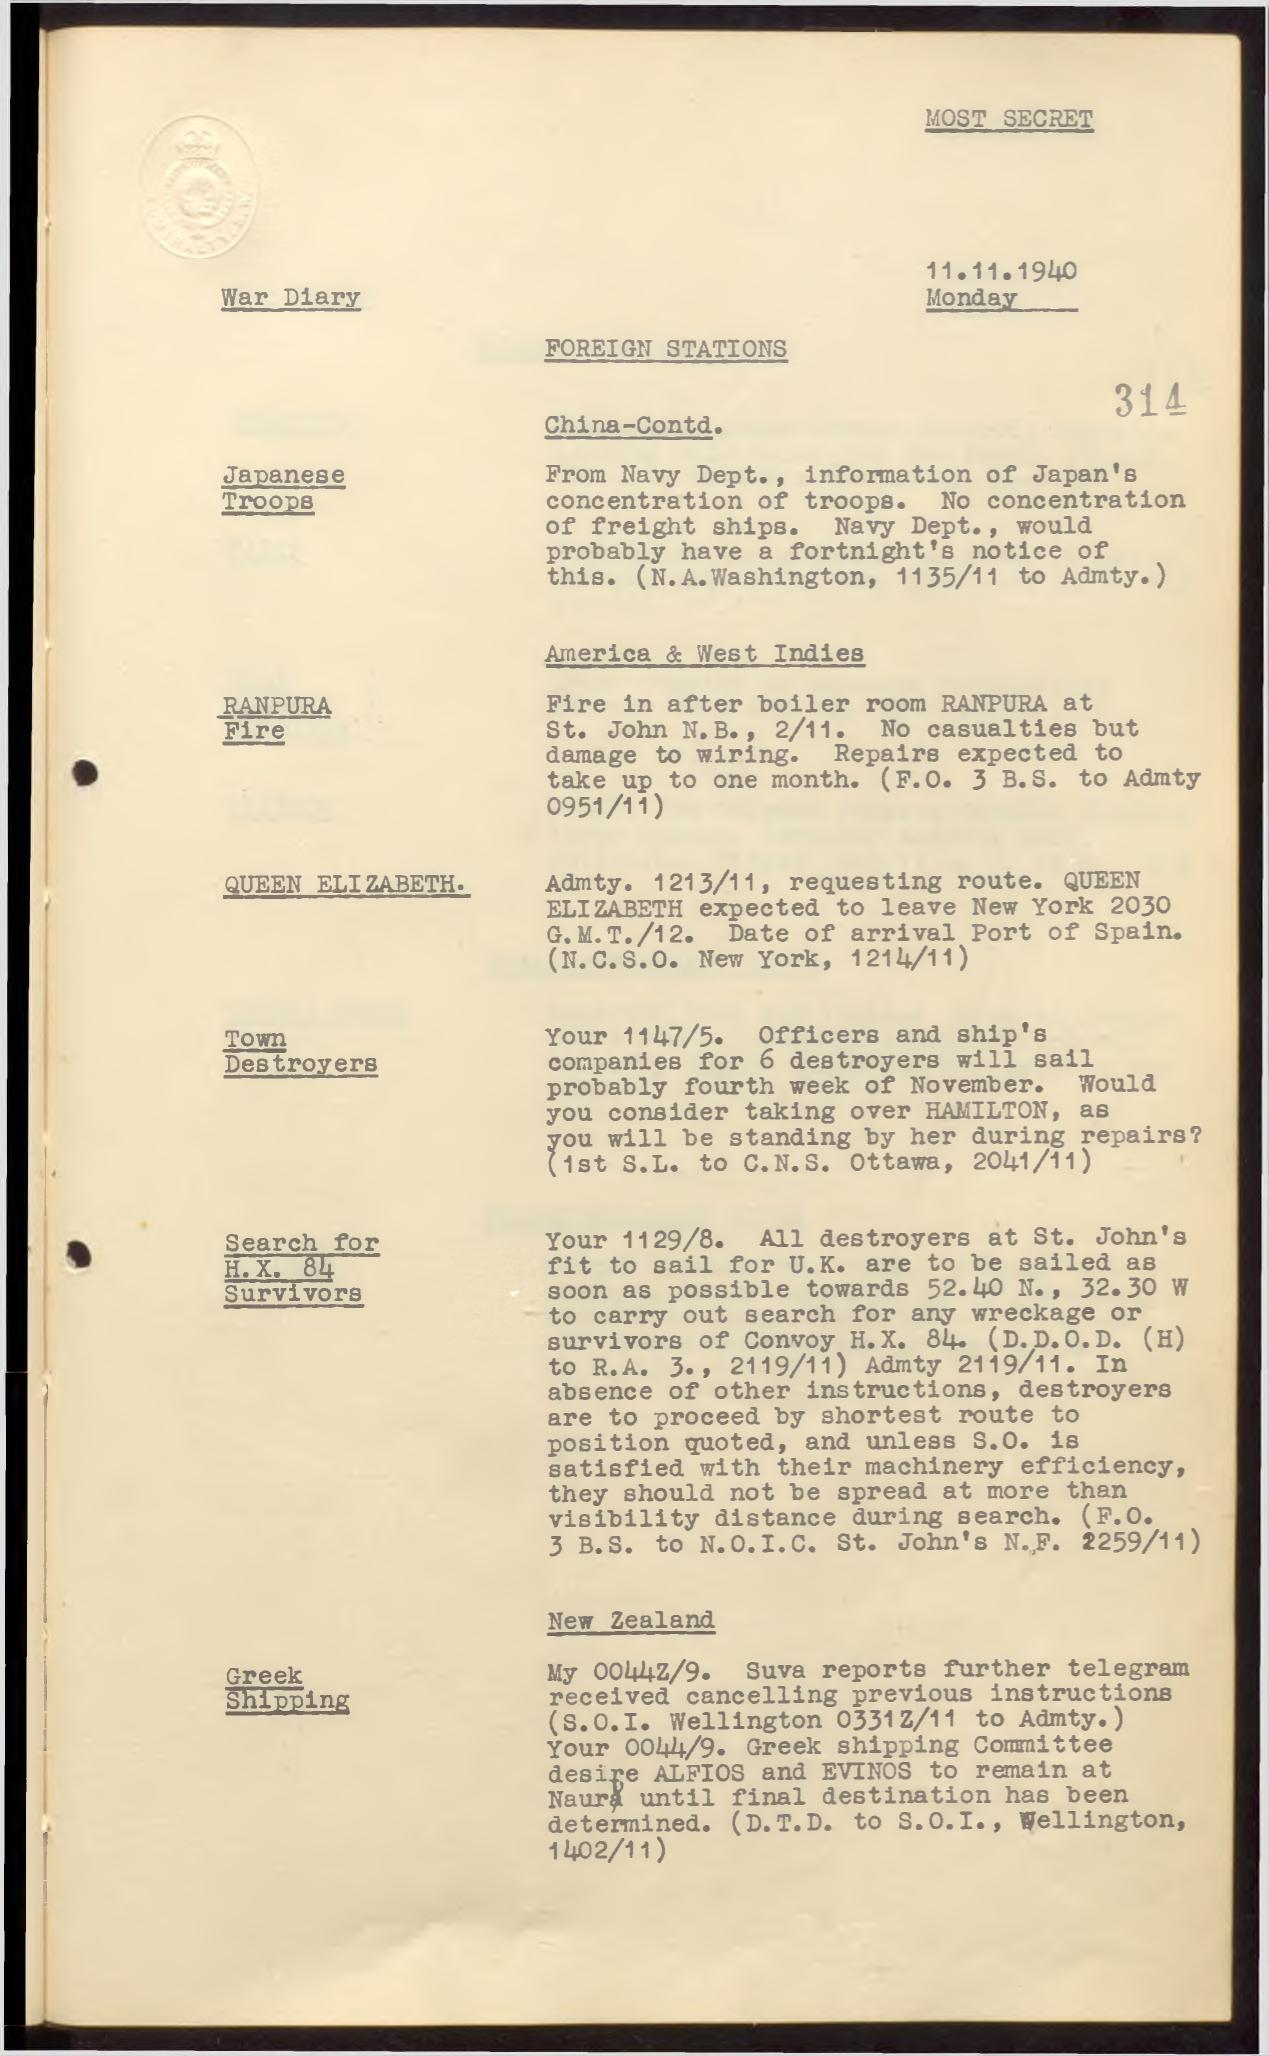 MOST SECRET
ADMIRALTY.S.W.
11.11.1940
War Diary
Monday
FOREIGN STATIONS
314
China-Contd.
Japanese
Troops
From Navy Dept., information of Japan's
concentration of troops. No concentration
of freight ships. Navy Dept., would
probably have a fortnight's notice of
this. (N.A.Washington, 1135/11 to Admty.)
America & West Indies
RANPURA
Fire
Fire in after boiler room RANPURA at
St. John N.B., 2/11. No casualties but
damage to wiring. Repairs expected to
take up to one month. (F.O. 3 B.S. to Admty
0951/11)
QUEEN ELIZABETH.
Admty. 1213/11, requesting route. QUEEN
ELIZABETH expected to leave New York 2030
G.M.T./12. Date of arrival Port of Spain.
(N.C.S.O. New York, 1214/11)
Town
Destroyers
Your 1147/5. Officers and ship's
companies for 6 destroyers will sail
probably fourth week of November. Would
you consider taking over HAMILTON, as
you will be standing by her during repairs?
(1st S.L. to C.N.S. Ottawa, 2041/11)
Search for
H.X. 84
Survivors
Your 1129/8. All destroyers at St. John's
fit to sail for U.K. are to be sailed as
soon as possible towards 52.40 N., 32.30 W
to carry out search for any wreckage or
survivors of Convoy H.X. 84. (D.D.O.D. (H)
to R.A. 3., 2119/11) Admty 2119/11. In
absence of other instructions, destroyers
are to proceed by shortest route to
position quoted, and unless S.O. is
satisfied with their machinery efficiency,
they should not be spread at more than
visibility distance during search. (F.O.
3 B.S. to N.O.I.C. St. John's N.F. 2259/11)
New Zealand
Greek
Shipping
My 0044Z/9. Suva reports further telegram
received cancelling previous instructions
(S.O.I. Wellington 0331Z/11 to Admty.)
Your 0044/9. Greek shipping Committee
desire ALFIOS and EVINOS to remain at
until final destination has been
determined. (D.T.D. to S.O.I., Wellington,
1402/11)